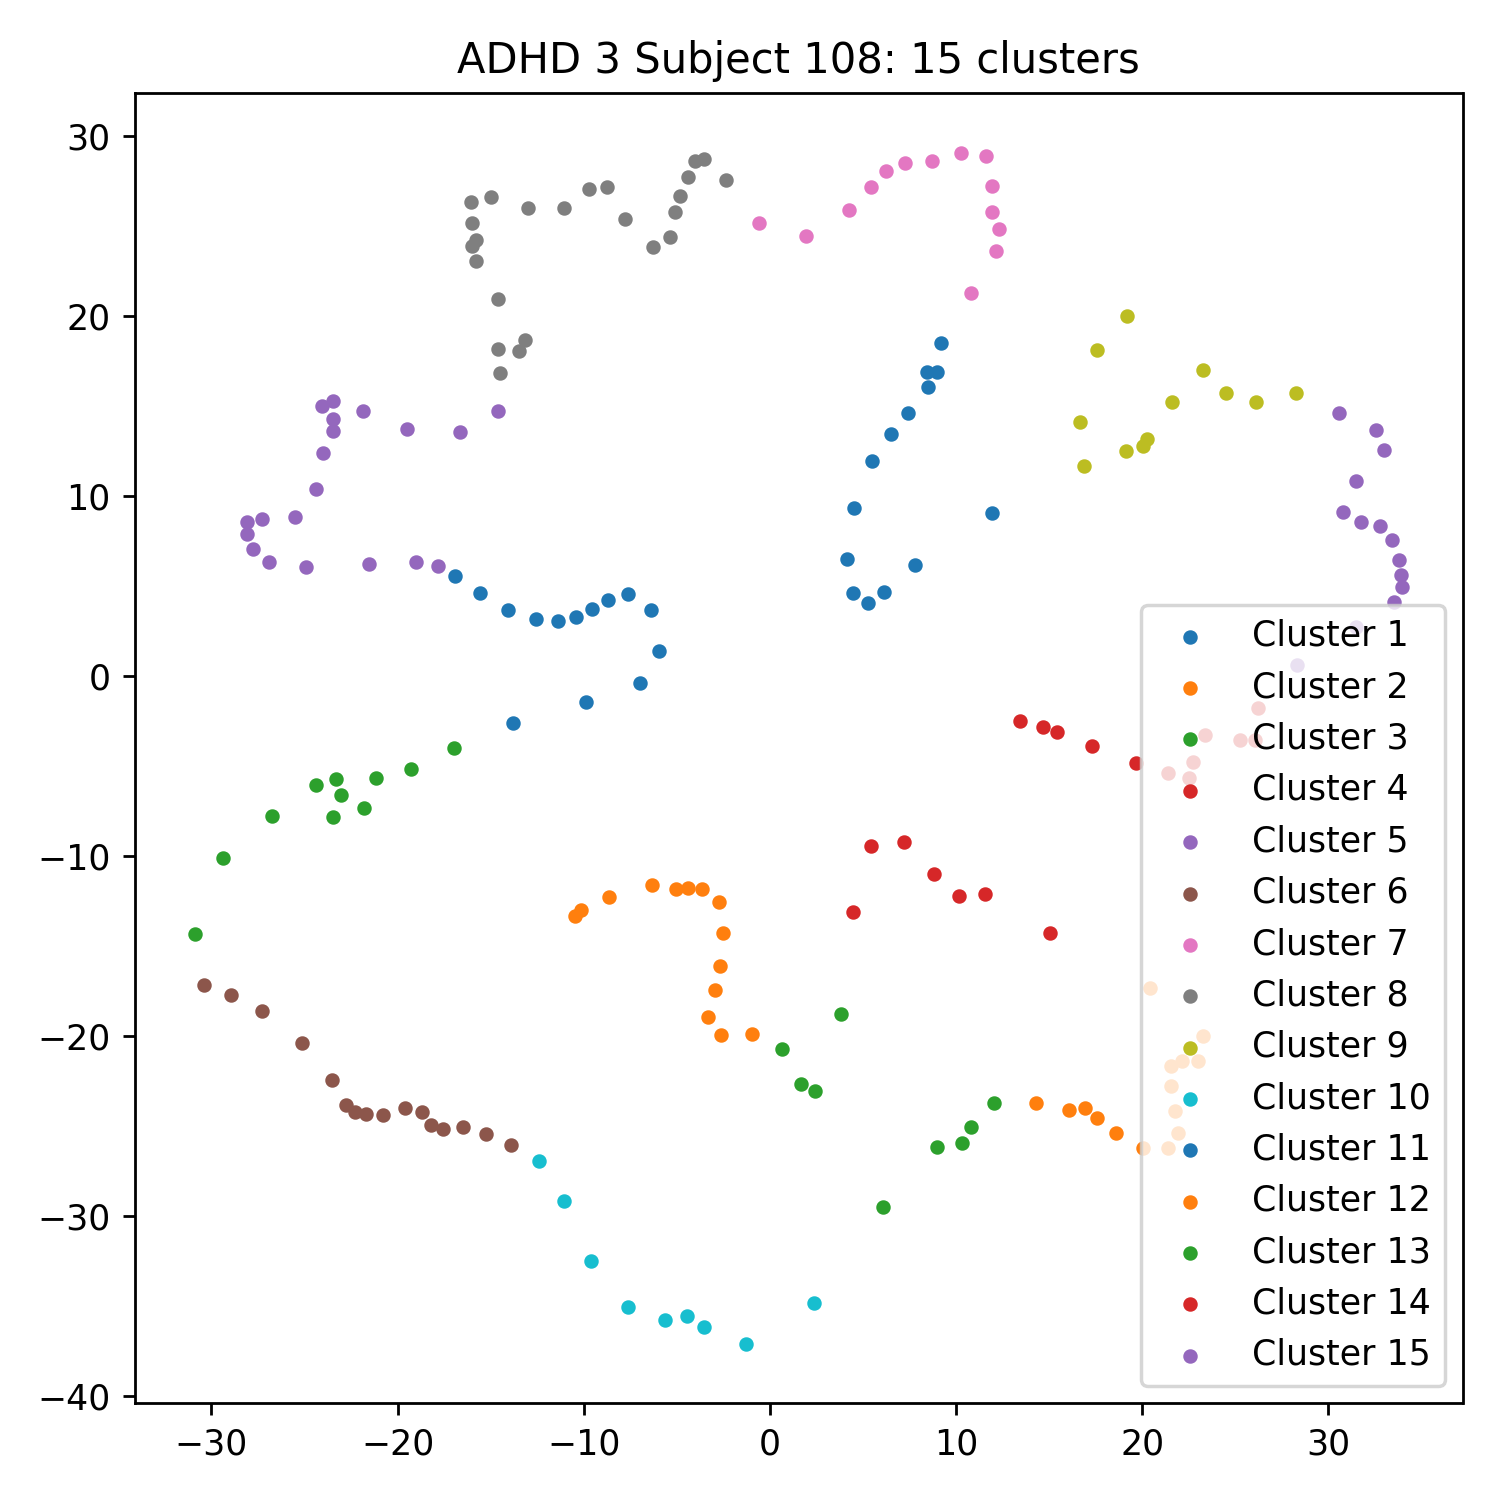 ADHD 3 Subject 108: 15 clusters
30
20
10
0
−10
−20
−30
−40
−30 −20 −10 0 10 20 30
Cluster 1
Cluster 2
Cluster 3
Cluster 4
Cluster 5
Cluster 6
Cluster 7
Cluster 8
Cluster 9
Cluster 10
Cluster 11
Cluster 12
Cluster 13
Cluster 14
Cluster 15